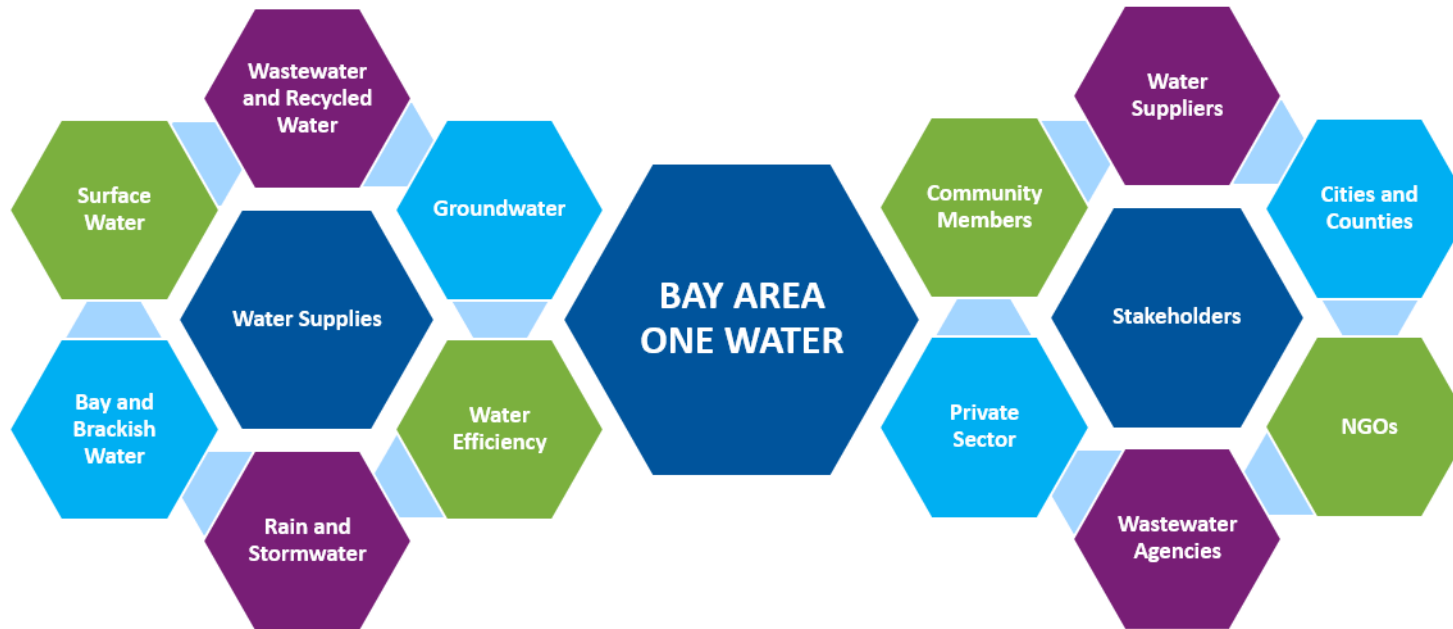 Wastewater
and Recycled
Water
Surface
Water
Groundwater
Water Supplies
Bay and
Brackish
Water
Water
Efficiency
Rain and
Stormwater
BAY AREA
ONE WATER
Water
Suppliers
Community
Members
Cities and
Counties
Stakeholders
Private
Sector
NGOs
Wastewater
Agencies